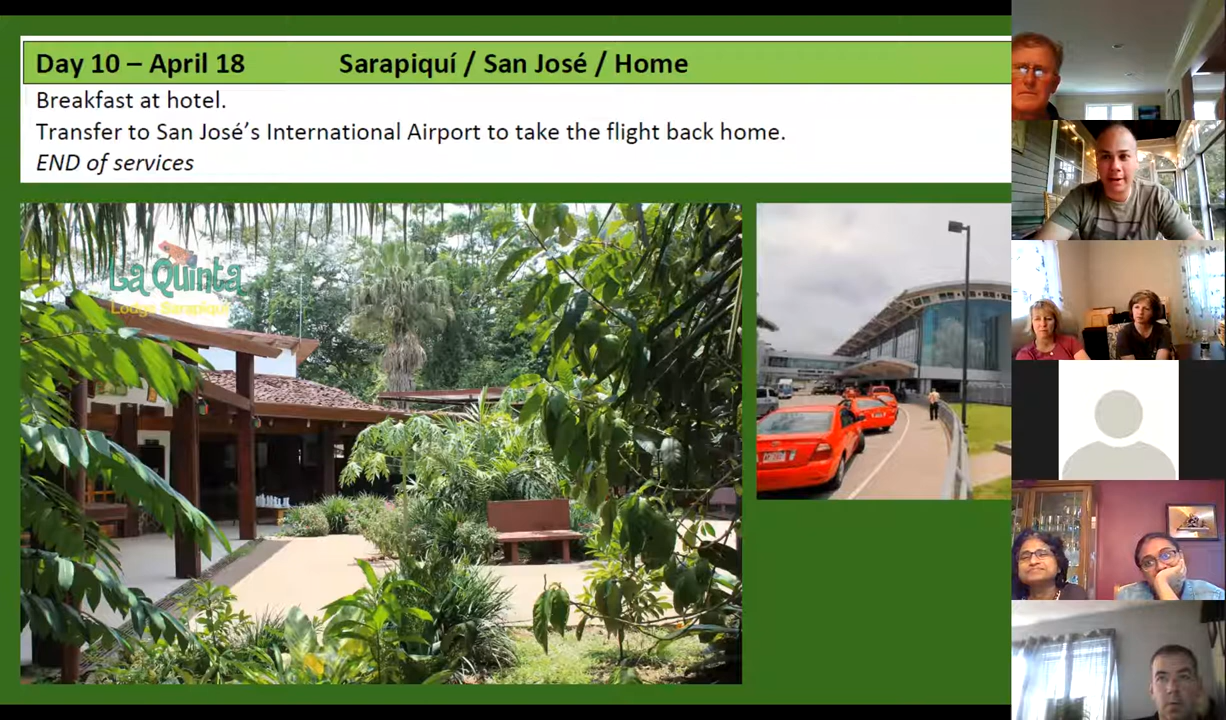 Day 10 – April 18 Sarapiquí / San José / Home
Breakfast at hotel.
Transfer to San José’s International Airport to take the flight back home.
END of services
La Quinta
Lodge Sarapiquí